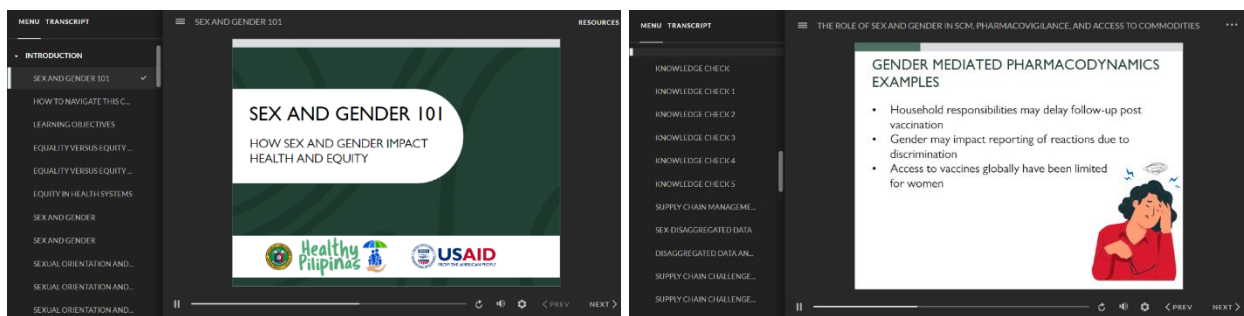 MENU TRANSCRIPT
SEX AND GENDER 101
RESOURCES
INTRODUCTION
SEX AND GENDER 101
HOW TO NAVIGATE THIS C...
LEARNING OBJECTIVES
EQUALITY VERSUS EQUITY ...
EQUALITY VERSUS EQUITY ...
EQUITY IN HEALTH SYSTEMS
SEX AND GENDER
SEX AND GENDER
SEXUAL ORIENTATION AND...
SEXUAL ORIENTATION AND...
SEXUAL ORIENTATION AND...
SEX AND GENDER 101
HOW SEX AND GENDER IMPACT
HEALTH AND EQUITY
Healthy
Pilipinas
USAID
FROM THE AMERICAN PEOPLE
< PREV
NEXT >
MENU TRANSCRIPT
THE ROLE OF SEX AND GENDER IN SCM, PHARMACOVIGILANCE, AND ACCESS TO COMMODITIES
KNOWLEDGE CHECK
KNOWLEDGE CHECK 1
KNOWLEDGE CHECK 2
KNOWLEDGE CHECK 3
KNOWLEDGE CHECK 4
KNOWLEDGE CHECK 5
SUPPLY CHAIN MANAGEME...
SEX-DISAGGREGATED DATA
DISAGGREGATED DATA AN...
SUPPLY CHAIN CHALLENGE...
SUPPLY CHAIN CHALLENGE...
GENDER MEDIATED PHARMACODYNAMICS
EXAMPLES
• Household responsibilities may delay follow-up post
vaccination
• Gender may impact reporting of reactions due to
discrimination
• Access to vaccines globally have been limited
for women
< PREV
NEXT >